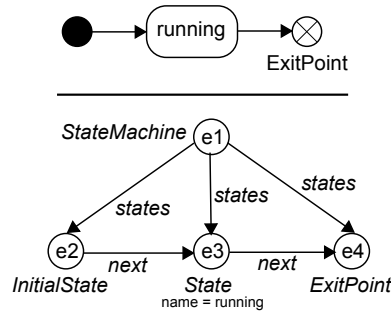 running
ExitPoint
StateMachine e1
states states states
e2 next e3 next e4
InitialState State ExitPoint
name = running